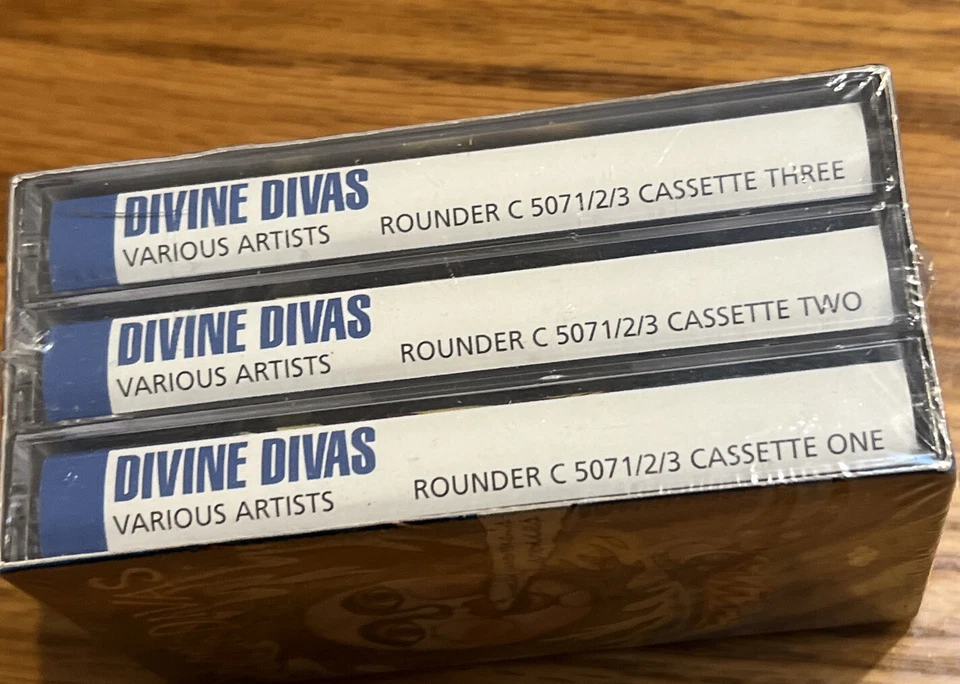 DIVINE DIVAS
VARIOUS ARTISTS
ROUNDER C 5071/2/3 CASSETTE THREE
DIVINE DIVAS
VARIOUS ARTISTS
ROUNDER C 5071/2/3 CASSETTE TWO
DIVINE DIVAS
VARIOUS ARTISTS
ROUNDER C 5071/2/3 CASSETTE ONE